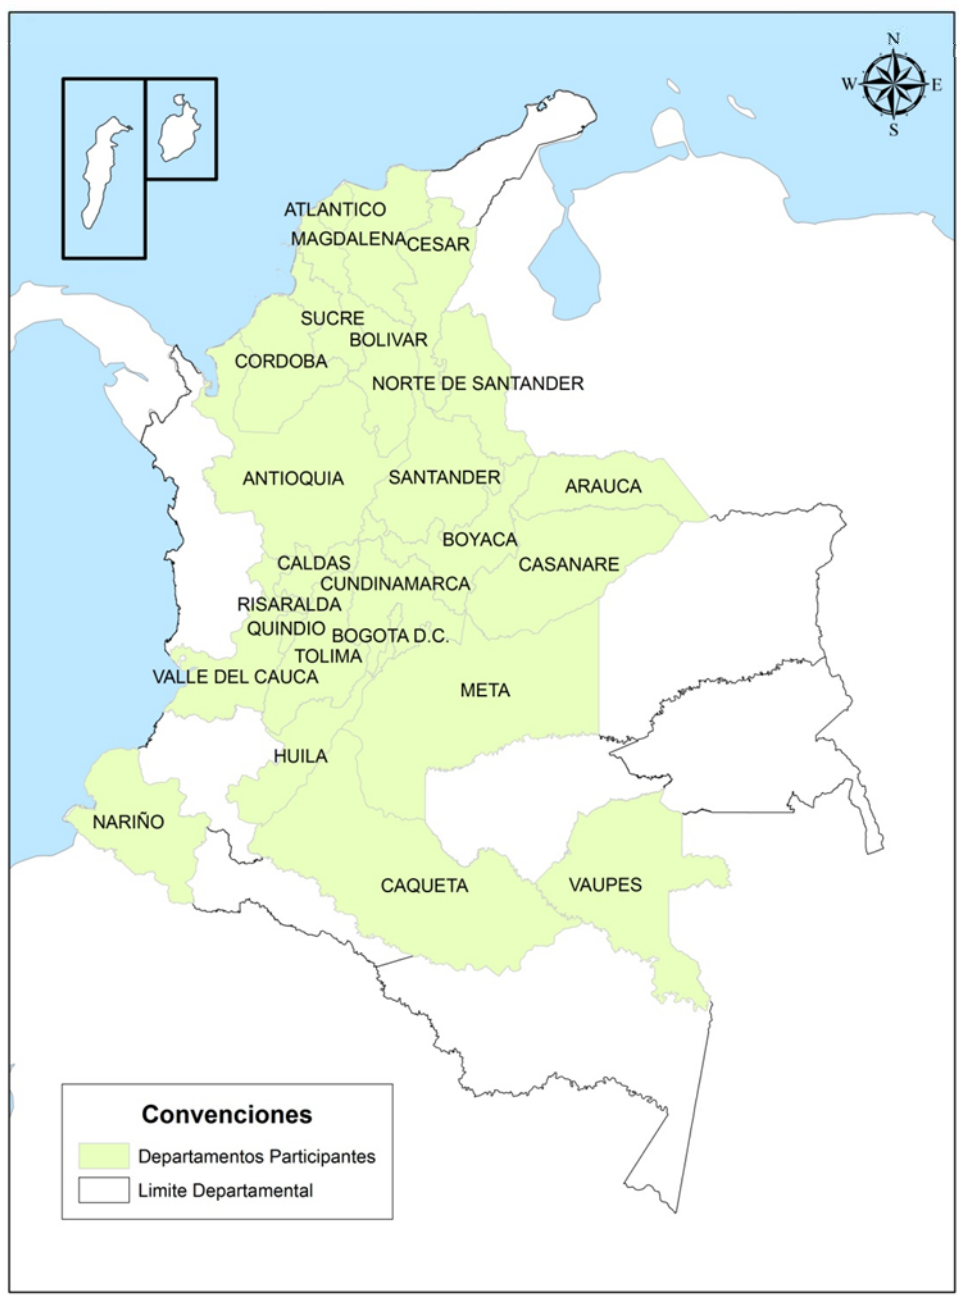 N
W E
S
ATLANTICO
MAGDALENA CESAR
SUCRE
BOLIVAR
CORDOBA
NORTE DE SANTANDER
ANTIOQUIA SANTANDER ARAUCA
BOYACA
CALDAS CASANARE
CUNDINAMARCA
RISARALDA
QUINDIO BOGOTA D.C.
TOLIMA
VALLE DEL CAUCA
META
HUILA
NARIÑO
CAQUETA VAUPES
Convenciones
Departamentos Participantes
Limite Departamental